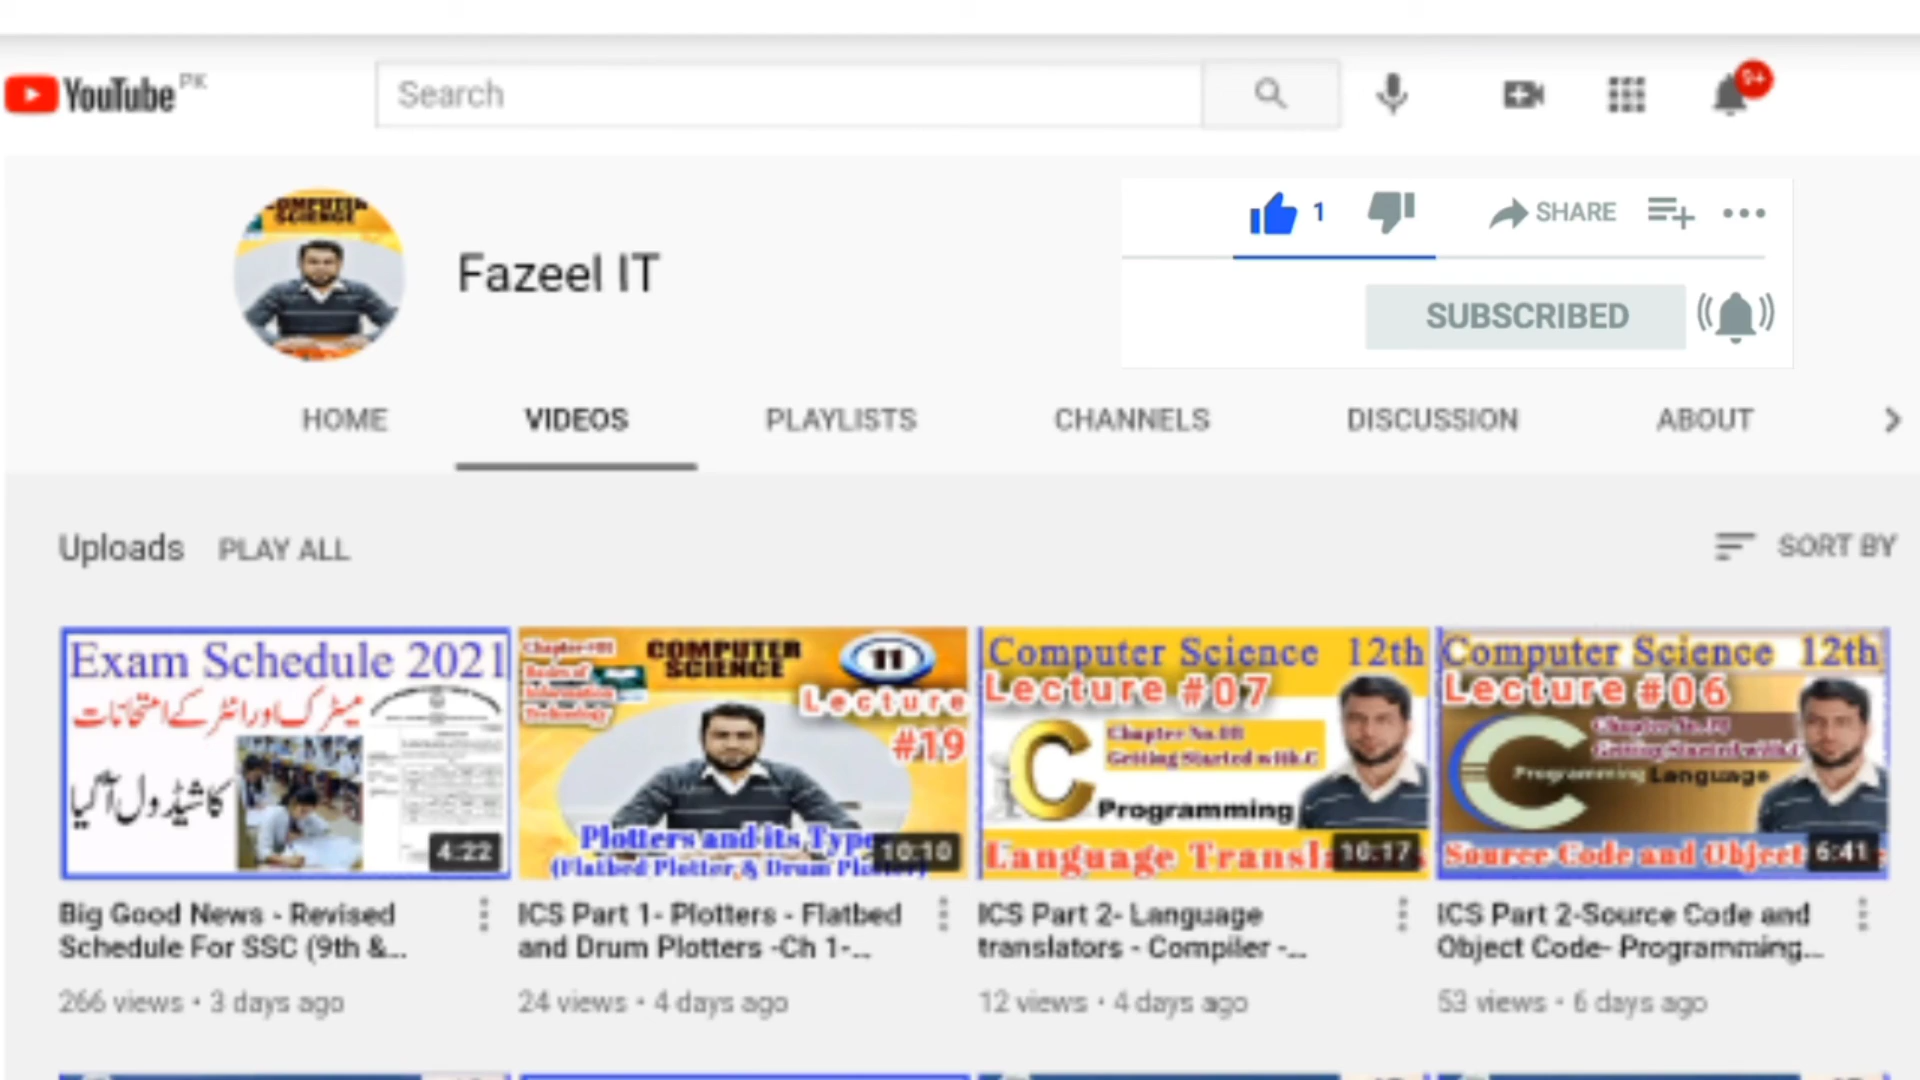 YouTube PK
Search
9+
COMPUTER
SCIENCE
Fazeel IT
1
SHARE
SUBSCRIBED
HOME
VIDEOS
PLAYLISTS
CHANNELS
DISCUSSION
ABOUT
Uploads
PLAY ALL
SORT BY
Exam Schedule 2021
میٹرک اور انٹر کے امتحانات
کا شیڈول آگیا
4:22
Big Good News - Revised
Schedule For SSC (9th &...
266 views • 3 days ago
Chapter #01
Basics of
Information
Technology
COMPUTER
SCIENCE
11
Lecture
#19
Plotters and its Type
(Flatbed Plotter & Drum Plotter)
10:10
ICS Part 1- Plotters - Flatbed
and Drum Plotters -Ch 1-...
24 views • 4 days ago
Computer Science 12th
Lecture #07
Chapter No.
Getting Started with C
C
Programming
Language Transla
10:17
ICS Part 2- Language
translators - Compiler -...
12 views • 4 days ago
Computer Science 12th
Lecture #06
Chapter No.
Getting Started with C
C
Programming Language
Source Code and Object
6:41
ICS Part 2-Source Code and
Object Code- Programming...
53 views • 6 days ago